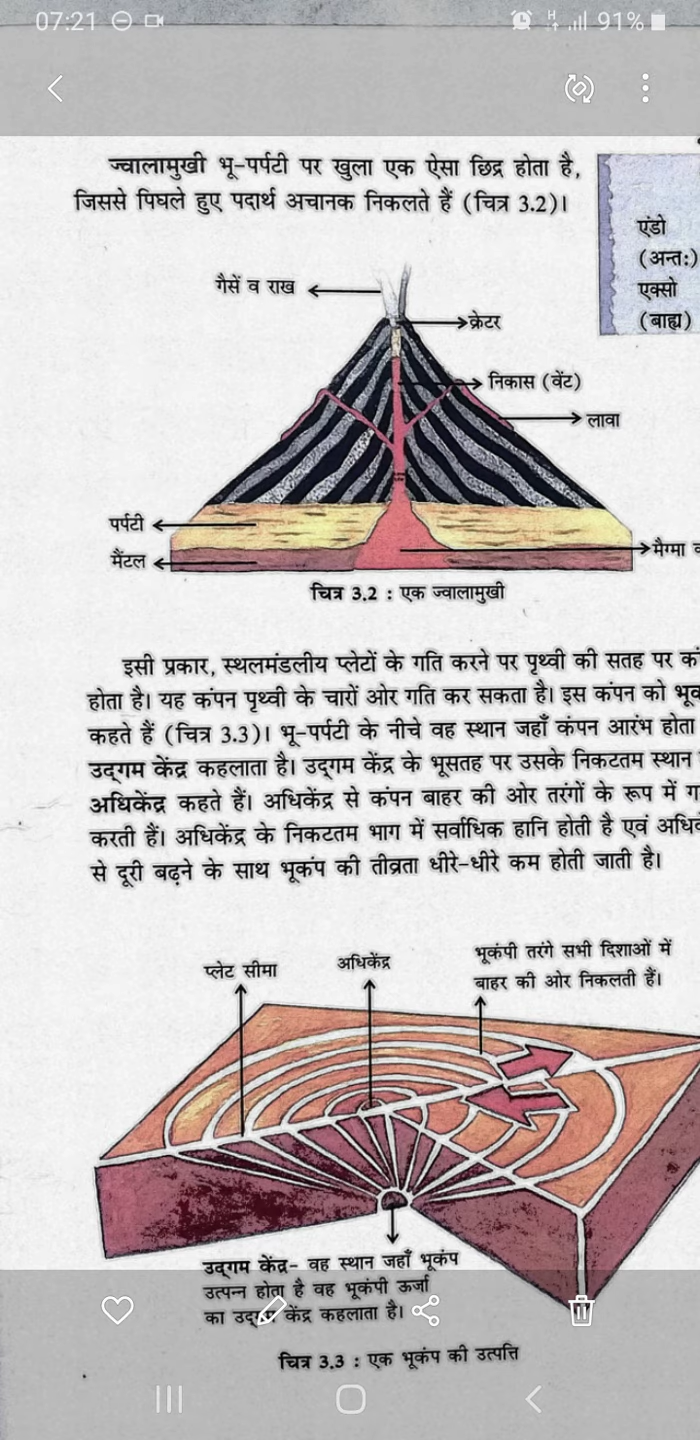 07:21
91%
ज्वालामुखी भू-पर्पटी पर खुला एक ऐसा छिद्र होता है,
जिससे पिघले हुए पदार्थ अचानक निकलते हैं (चित्र 3.2)।
एंडो
(अन्त:)
एक्सो
(बाह्य)
गैसें व राख
क्रेटर
निकास (वेंट)
लावा
पर्पटी
मैंटल
मैग्मा
चित्र 3.2 : एक ज्वालामुखी
इसी प्रकार, स्थलमंडलीय प्लेटों के गति करने पर पृथ्वी की सतह पर
होता है। यह कंपन पृथ्वी के चारों ओर गति कर सकता है। इस कंपन को
कहते हैं (चित्र 3.3)। भू-पर्पटी के नीचे वह स्थान जहाँ कंपन आरंभ होता
उद्गम केंद्र कहलाता है। उद्गम केंद्र के भूसतह पर उसके निकटतम स्थान
अधिकेंद्र कहते हैं। अधिकेंद्र से कंपन बाहर की ओर तरंगों के रूप में
करती हैं। अधिकेंद्र के निकटतम भाग में सर्वाधिक हानि होती है एवं
से दूरी बढ़ने के साथ भूकंप की तीव्रता धीरे-धीरे कम होती जाती है।
प्लेट सीमा
अधिकेंद्र
भूकंपी तरंगे सभी दिशाओं में
बाहर की ओर निकलती हैं।
उद्गम केंद्र- वह स्थान जहाँ भूकंप
उत्पन्न होता है वह भूकंपी ऊर्जा
का उद्गम केंद्र कहलाता है।
चित्र 3.3 : एक भूकंप की उत्पत्ति